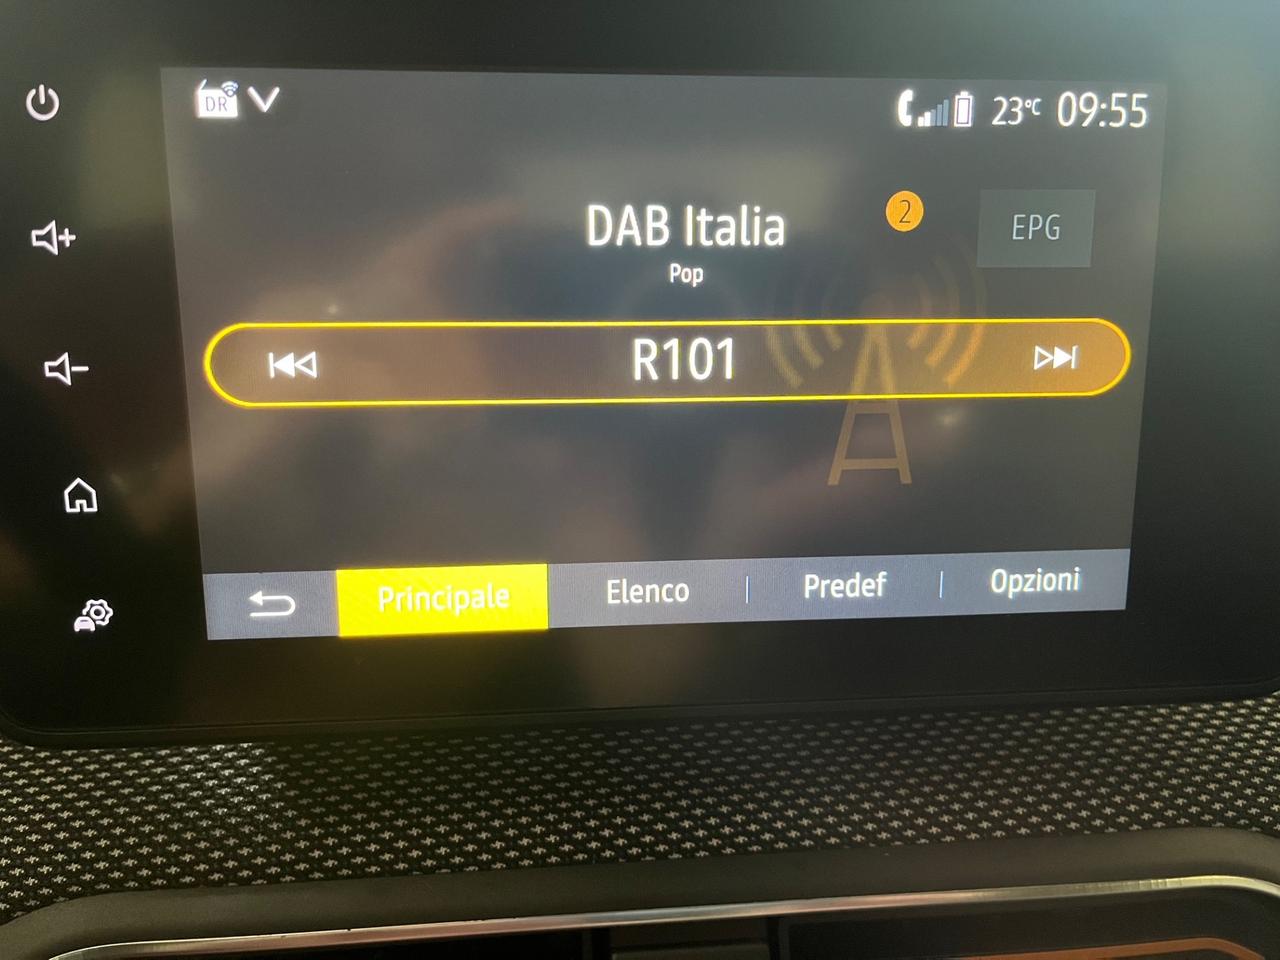 DR
23°C 09:55
DAB Italia
2
EPG
Pop
R101
Principale
Elenco
Predef
Opzioni